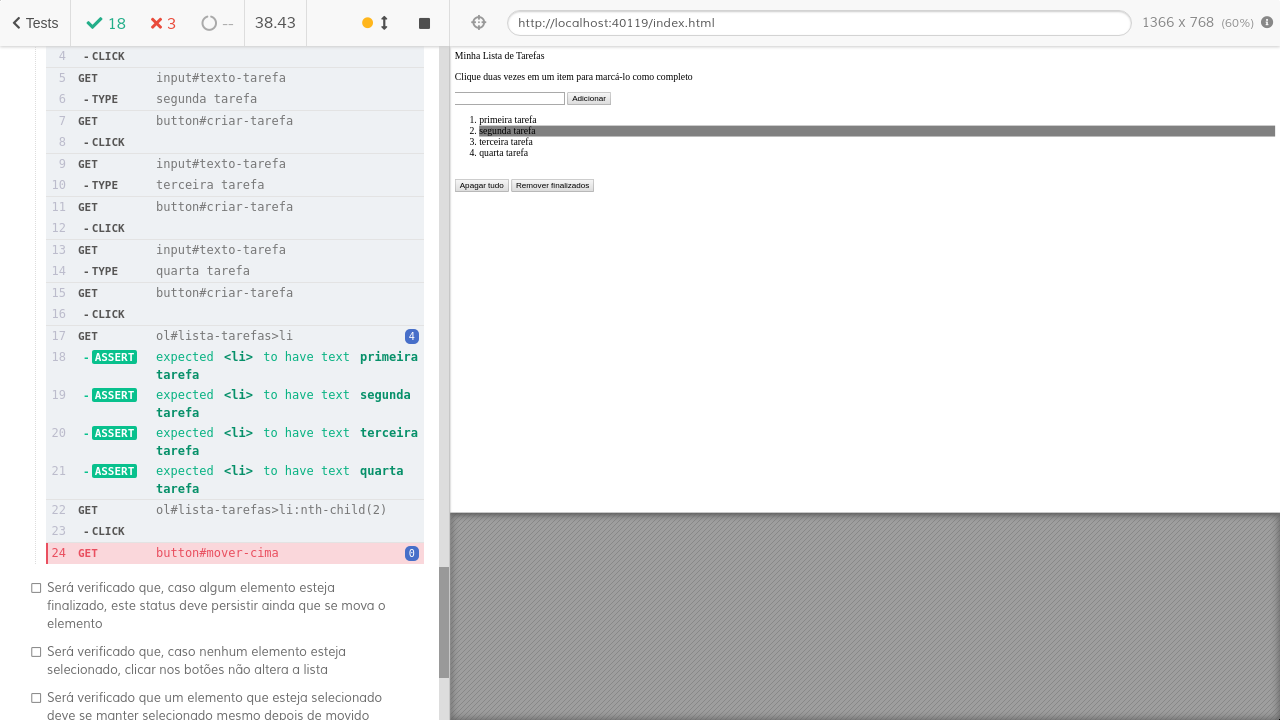 Tests 18 3 -- 38.43 http://localhost:40119/index.html 1366 x 768 (60%)
4 - CLICK
5 GET input#texto-tarefa
6 - TYPE segunda tarefa
7 GET button#criar-tarefa
8 - CLICK
9 GET input#texto-tarefa
10 - TYPE terceira tarefa
11 GET button#criar-tarefa
12 - CLICK
13 GET input#texto-tarefa
14 - TYPE quarta tarefa
15 GET button#criar-tarefa
16 - CLICK
17 GET ol#lista-tarefas>li 4
18 - ASSERT expected <li> to have text primeira
tarefa
19 - ASSERT expected <li> to have text segunda
tarefa
20 - ASSERT expected <li> to have text terceira
tarefa
21 - ASSERT expected <li> to have text quarta
tarefa
22 GET ol#lista-tarefas>li:nth-child(2)
23 - CLICK
24 GET button#mover-cima 0
Será verificado que, caso algum elemento esteja
finalizado, este status deve persistir ainda que se mova o
elemento
Será verificado que, caso nenhum elemento esteja
selecionado, clicar nos botões não altera a lista
Será verificado que um elemento que esteja selecionado
deve se manter selecionado mesmo depois de movido
Minha Lista de Tarefas
Clique duas vezes em um item para marcá-lo como completo
Adicionar
1. primeira tarefa
2. segunda tarefa
3. terceira tarefa
4. quarta tarefa
Apagar tudo Remover finalizados